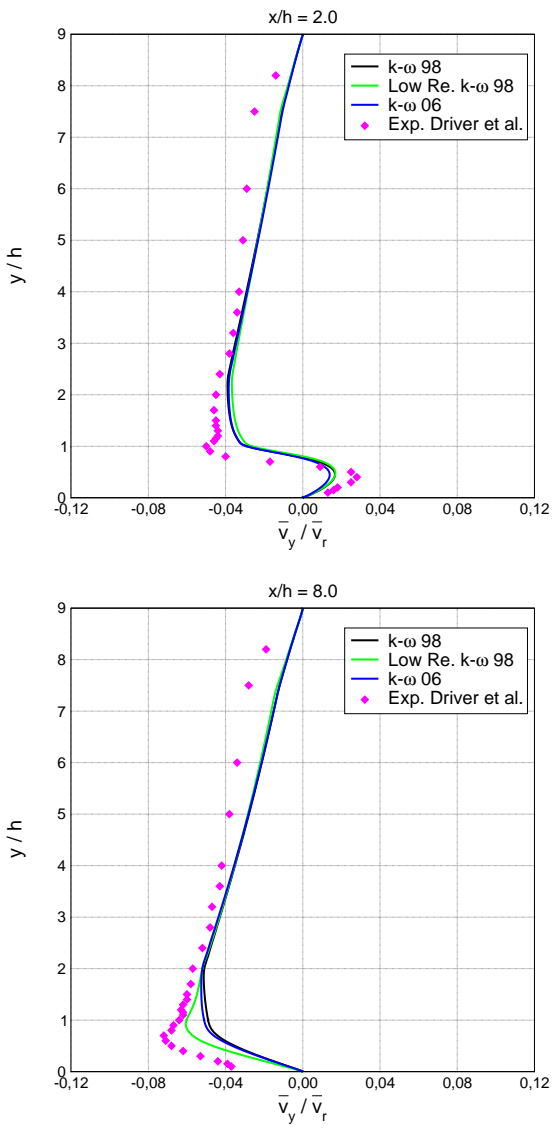 x/h = 2.0
9
8
7
6
5
4
3
2
1
0
y / h
k-ω 98
Low Re. k-ω 98
k-ω 06
Exp. Driver et al.
-0,12 -0,08 -0,04 0,00 0,04 0,08 0,12
v̅y / v̅r
x/h = 8.0
9
8
7
6
5
4
3
2
1
0
y / h
k-ω 98
Low Re. k-ω 98
k-ω 06
Exp. Driver et al.
-0,12 -0,08 -0,04 0,00 0,04 0,08 0,12
v̅y / v̅r